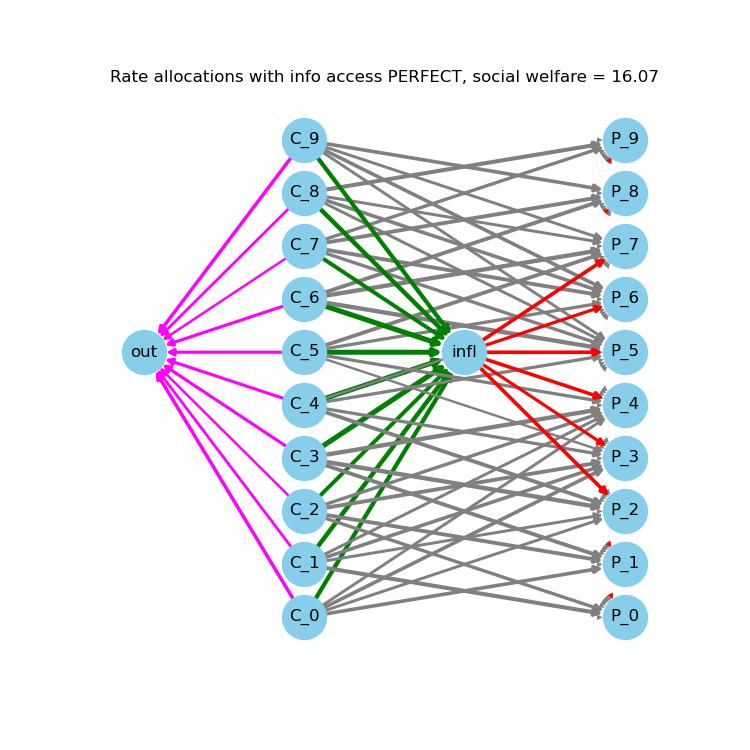 Rate allocations with info access PERFECT, social welfare = 16.07
C_9 P_9
C_8 P_8
C_7 P_7
C_6 P_6
out C_5 infl P_5
C_4 P_4
C_3 P_3
C_2 P_2
C_1 P_1
C_0 P_0